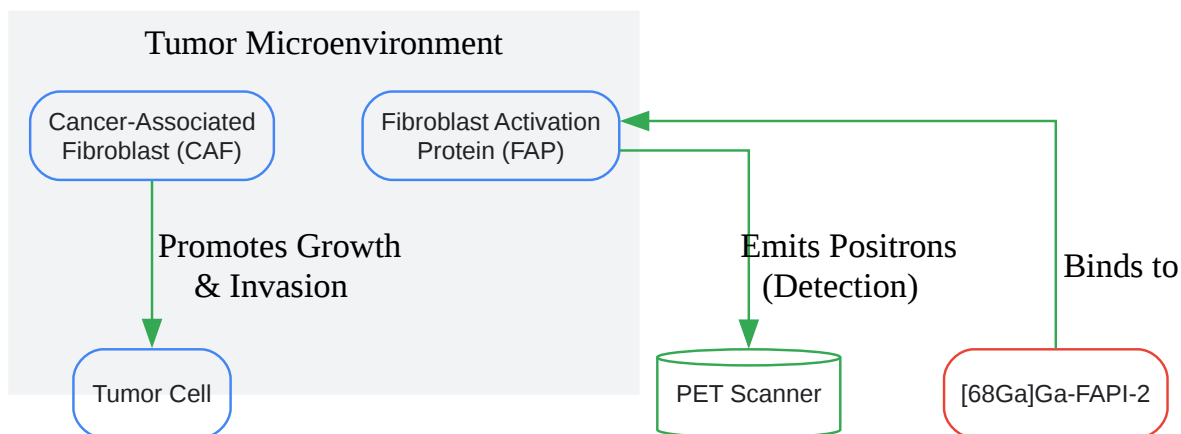 Tumor Microenvironment
Cancer-Associated
Fibroblast (CAF)
Fibroblast Activation
Protein (FAP)
Promotes Growth
& Invasion
Emits Positrons
(Detection)
Binds to
Tumor Cell
PET Scanner
[68Ga]Ga-FAPI-2